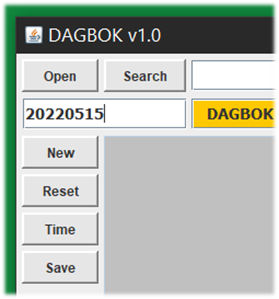 DAGBOK v1.0
Open Search
20220515 DAGBOK
New
Reset
Time
Save